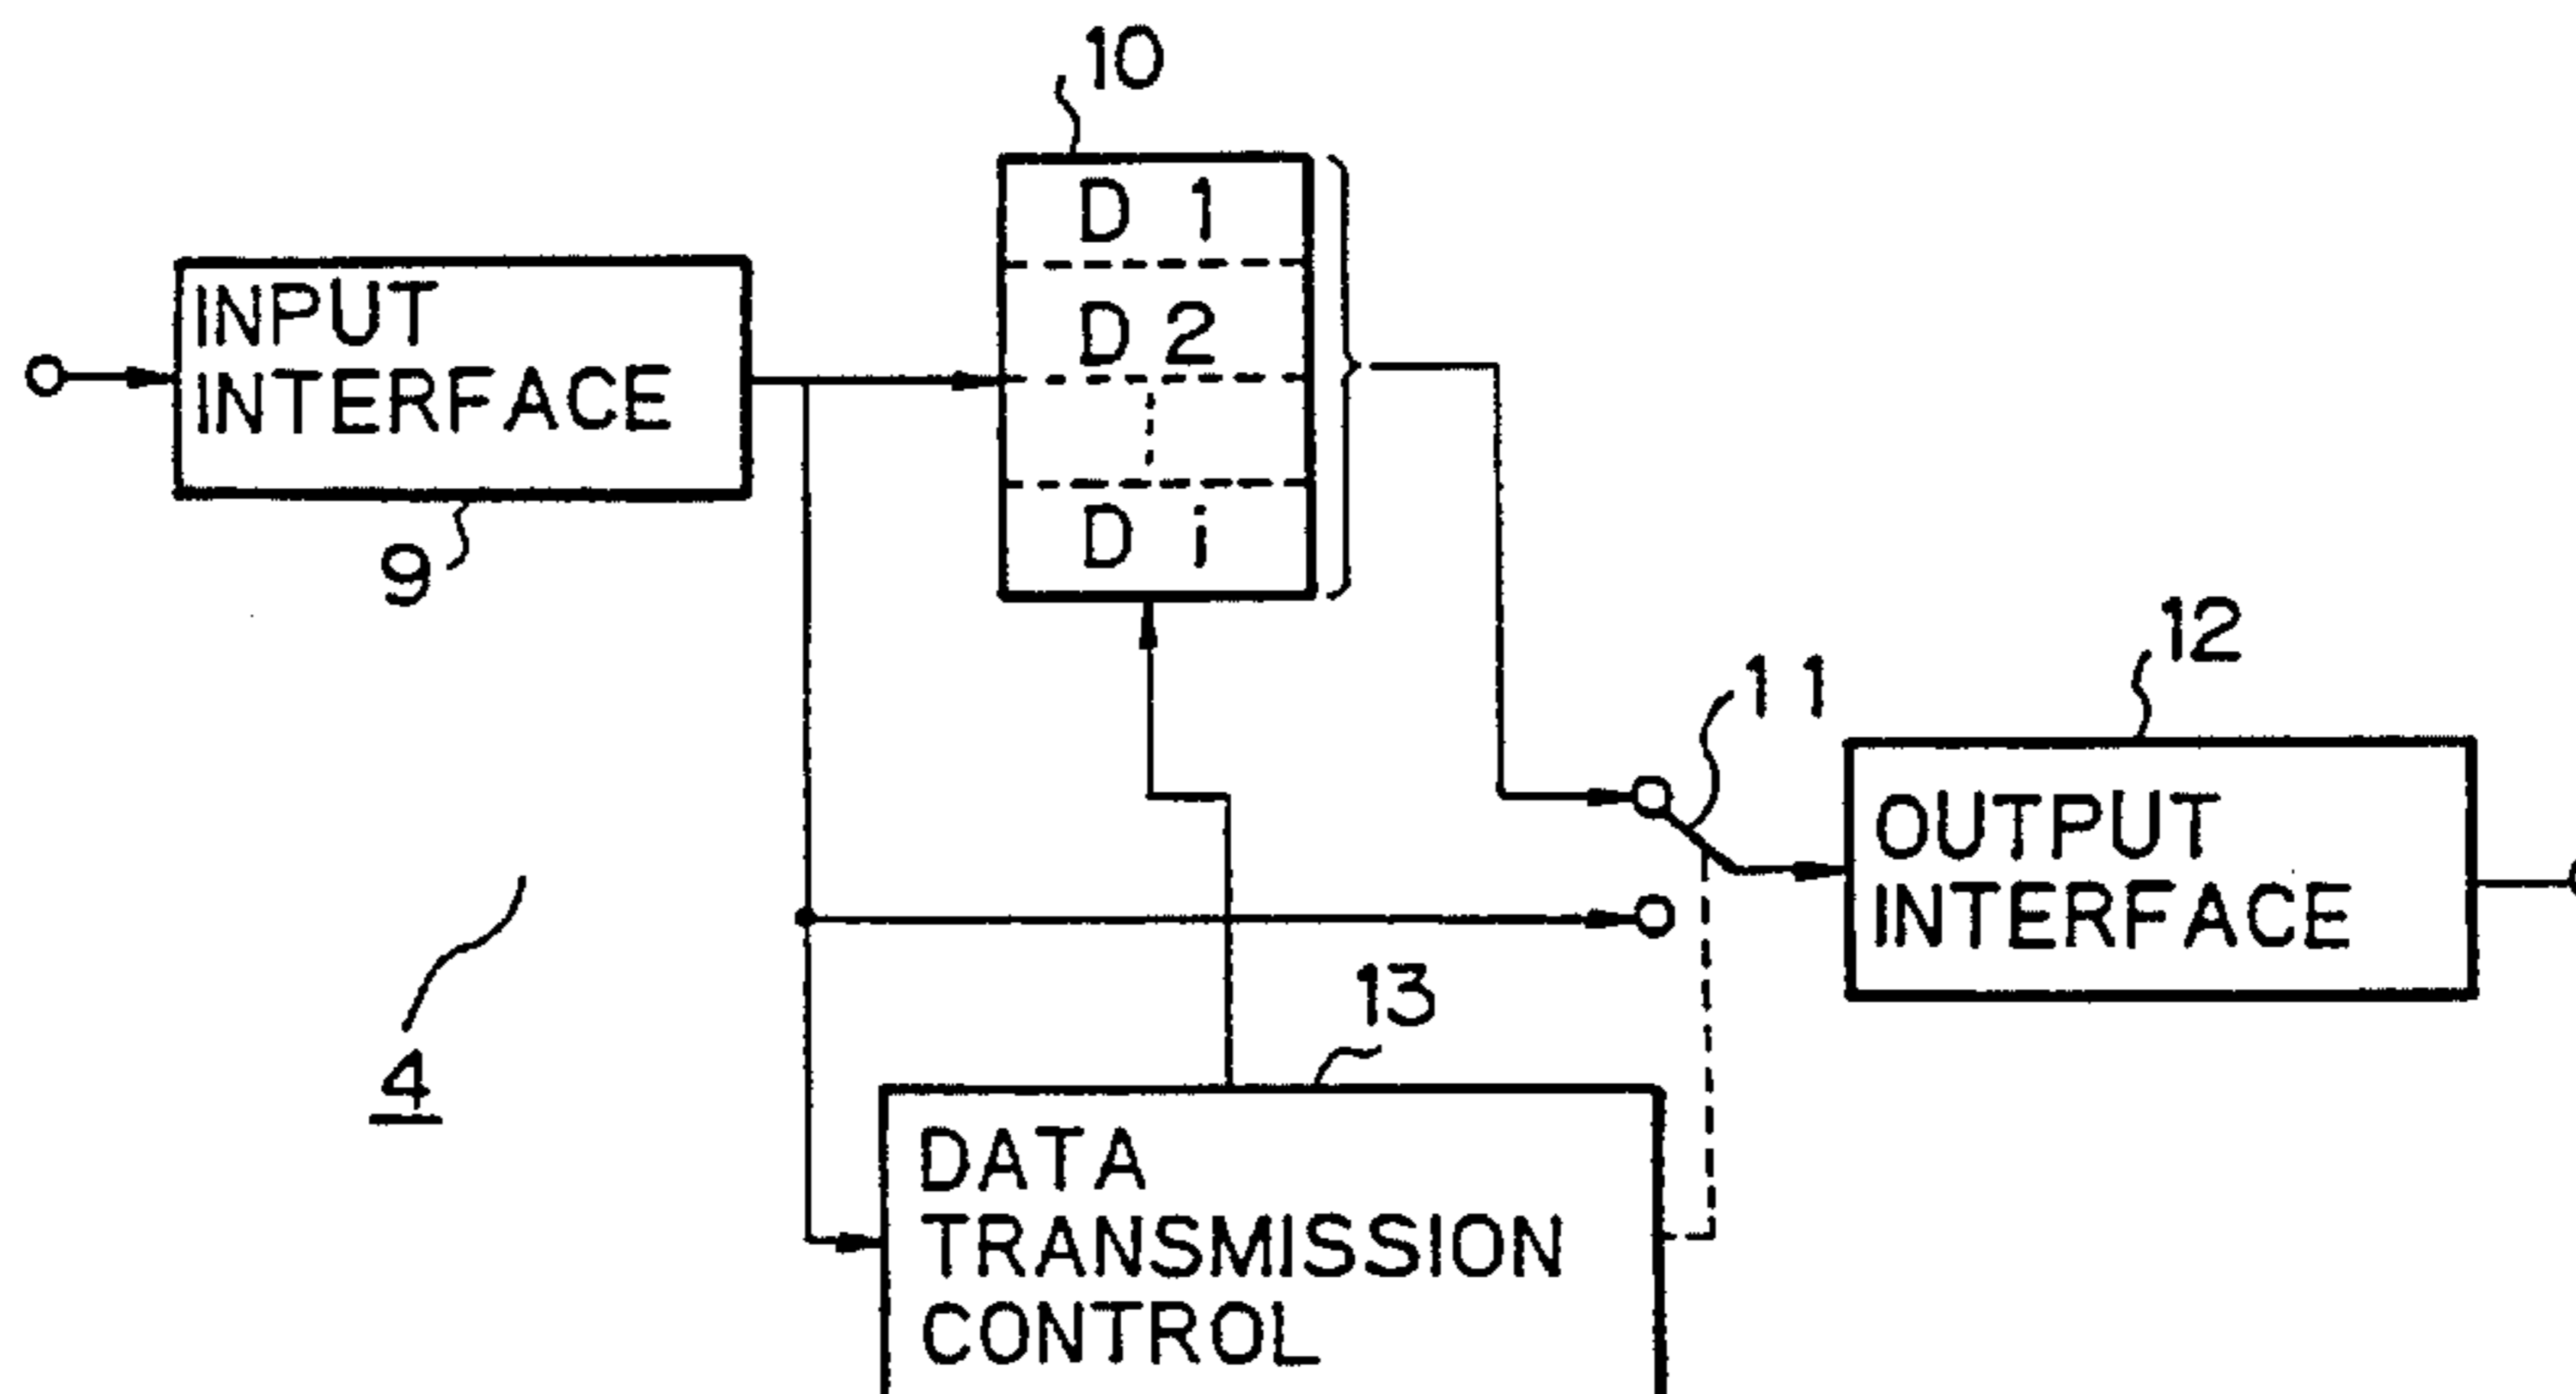 10
D 1
D 2
D i
INPUT
INTERFACE
9
12
11
OUTPUT
INTERFACE
13
4
DATA
TRANSMISSION
CONTROL